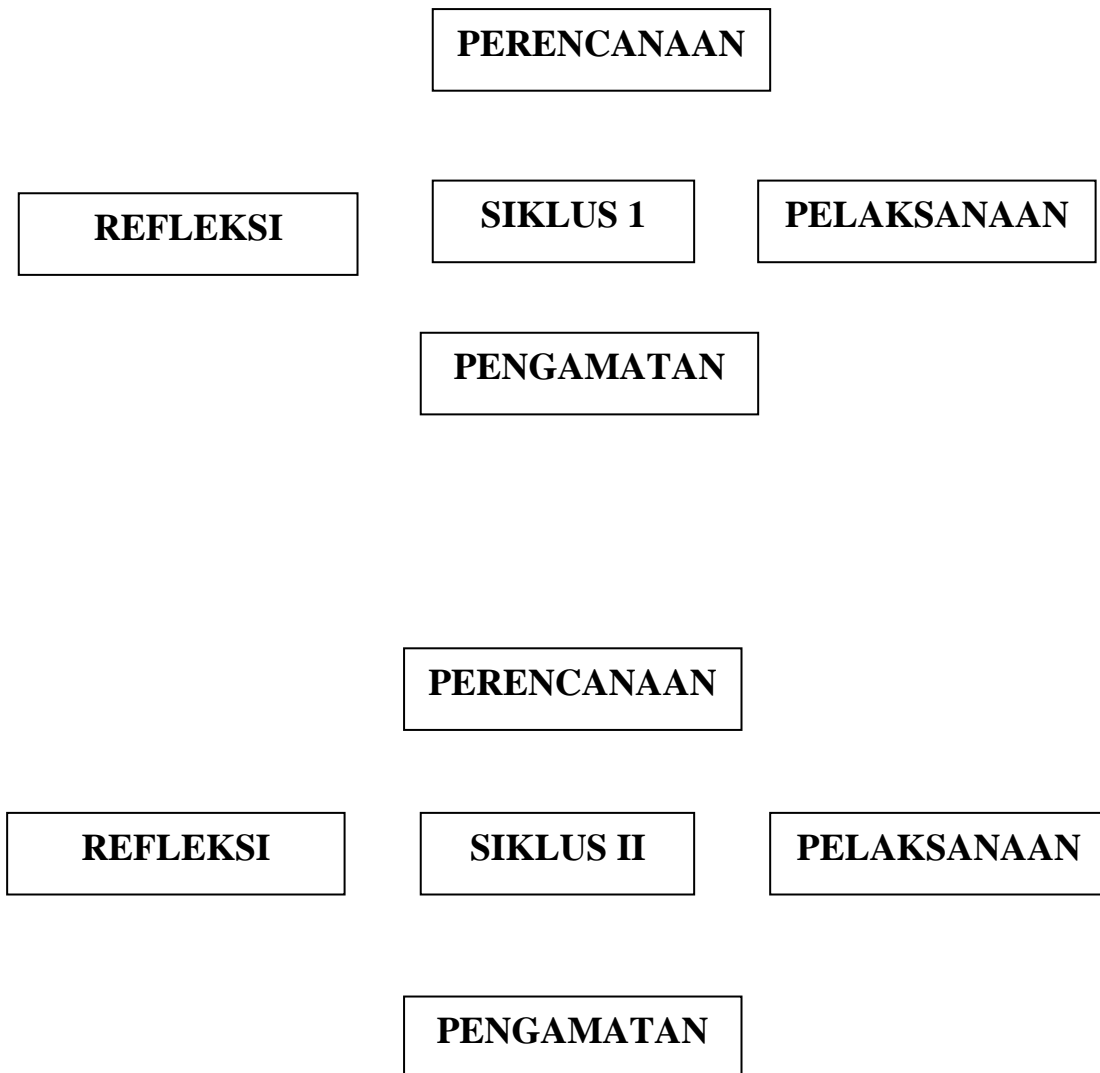 PERENCANAAN
REFLEKSI
SIKLUS 1
PELAKSANAAN
PENGAMATAN
PERENCANAAN
REFLEKSI
SIKLUS II
PELAKSANAAN
PENGAMATAN